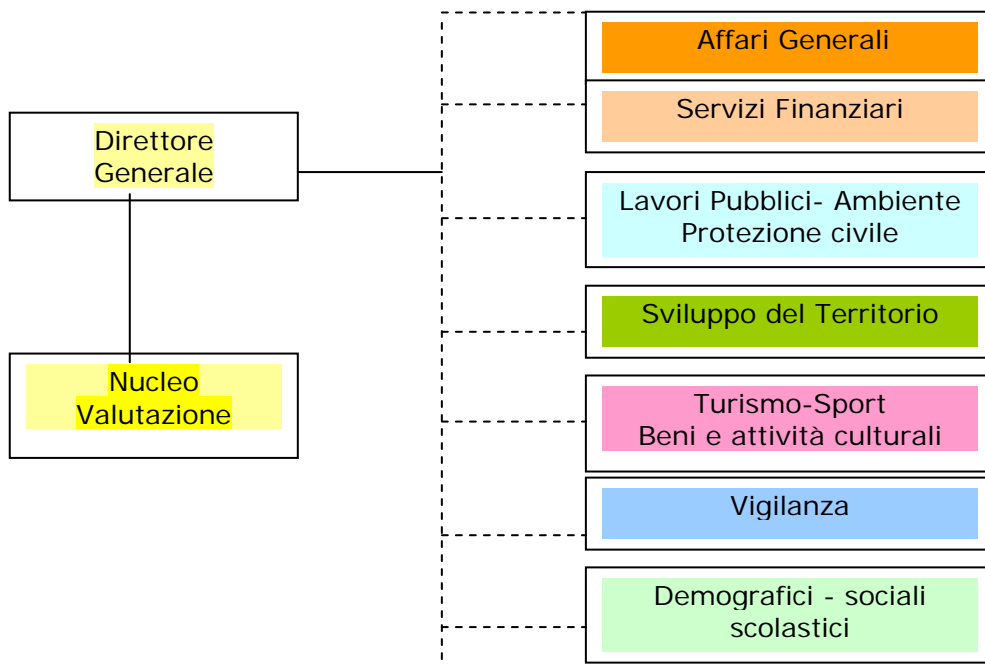 Direttore
Generale
Nucleo
Valutazione
Affari Generali
Servizi Finanziari
Lavori Pubblici- Ambiente
Protezione civile
Sviluppo del Territorio
Turismo-Sport
Beni e attività culturali
Vigilanza
Demografici - sociali
scolastici